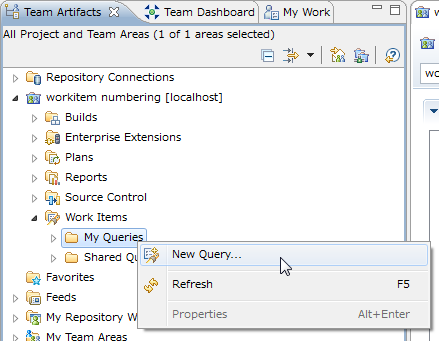 Team Artifacts Team Dashboard My Work
All Project and Team Areas (1 of 1 areas selected)
Repository Connections
workitem numbering [localhost]
Builds
Enterprise Extensions
Plans
Reports
Source Control
Work Items
My Queries
Shared Qu
New Query...
Favorites
Refresh F5
Feeds
My Repository W
Properties Alt+Enter
My Team Areas
w
wo